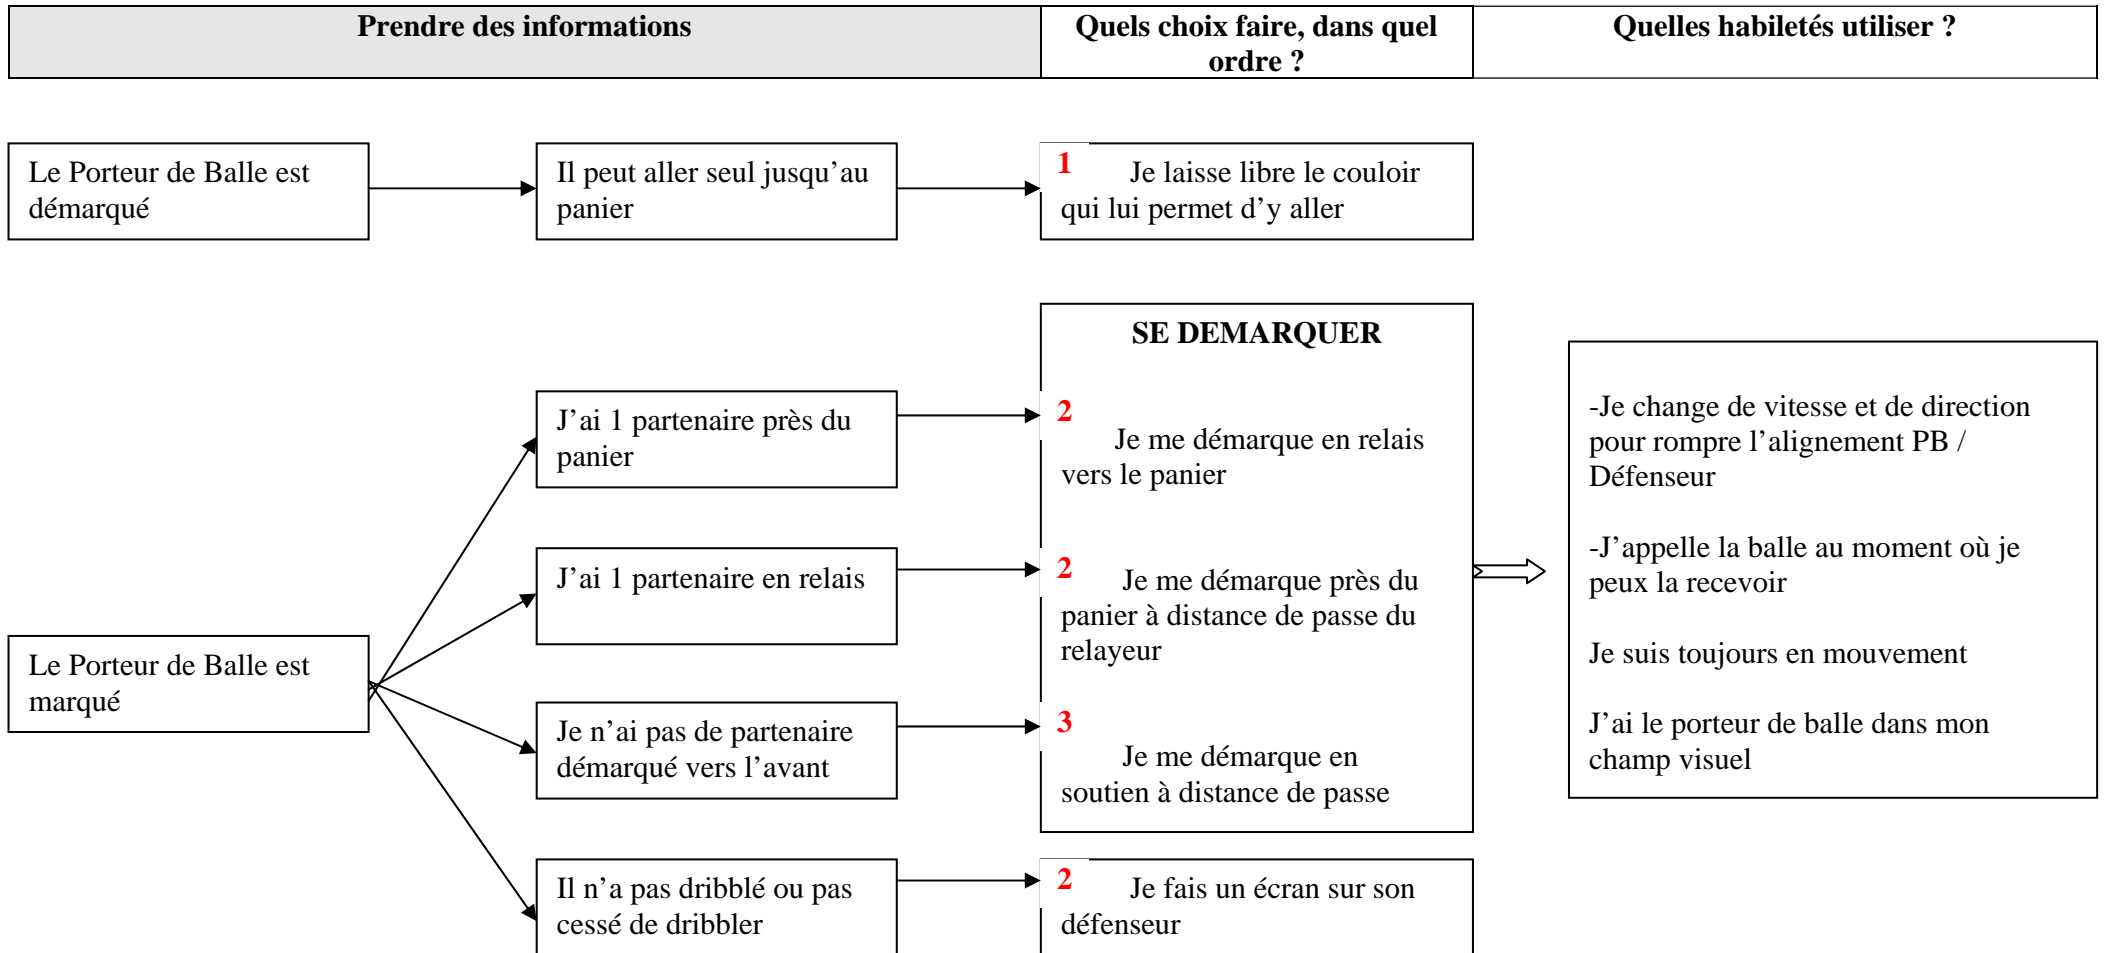 Prendre des informations
Quels choix faire, dans quel
ordre ?
Quelles habiletés utiliser ?
Le Porteur de Balle est
démarqué
Il peut aller seul jusqu’au
panier
1 Je laisse libre le couloir
qui lui permet d’y aller
SE DEMARQUER
J’ai 1 partenaire près du
panier
2
Je me démarque en relais
vers le panier
J’ai 1 partenaire en relais
2
Je me démarque près du
panier à distance de passe du
relayeur
Le Porteur de Balle est
marqué
Je n’ai pas de partenaire
démarqué vers l’avant
3
Je me démarque en
soutien à distance de passe
Il n’a pas dribblé ou pas
cessé de dribbler
2 Je fais un écran sur son
défenseur
-Je change de vitesse et de direction
pour rompre l’alignement PB /
Défenseur
-J’appelle la balle au moment où je
peux la recevoir
Je suis toujours en mouvement
J’ai le porteur de balle dans mon
champ visuel